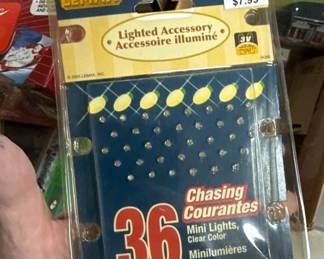 $7.99
Lighted Accessory
Accessoire illuminé
36
Chasing
Courantes
Mini Lights,
Clear Color
Minilumières